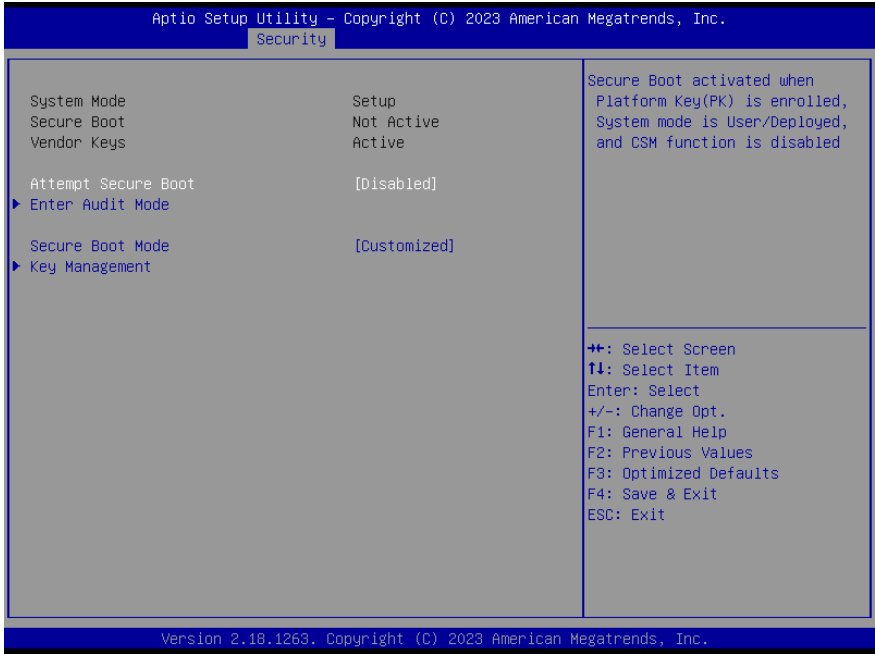 Aptio Setup Utility – Copyright (C) 2023 American Megatrends, Inc.
Security
System Mode Setup
Secure Boot Not Active
Vendor Keys Active
Attempt Secure Boot [Disabled]
Enter Audit Mode
Secure Boot Mode [Customized]
Key Management
Secure Boot activated when
Platform Key(PK) is enrolled,
System mode is User/Deployed,
and CSM function is disabled
→←: Select Screen
↑↓: Select Item
Enter: Select
+/-: Change Opt.
F1: General Help
F2: Previous Values
F3: Optimized Defaults
F4: Save & Exit
ESC: Exit
Version 2.18.1263. Copyright (C) 2023 American Megatrends, Inc.